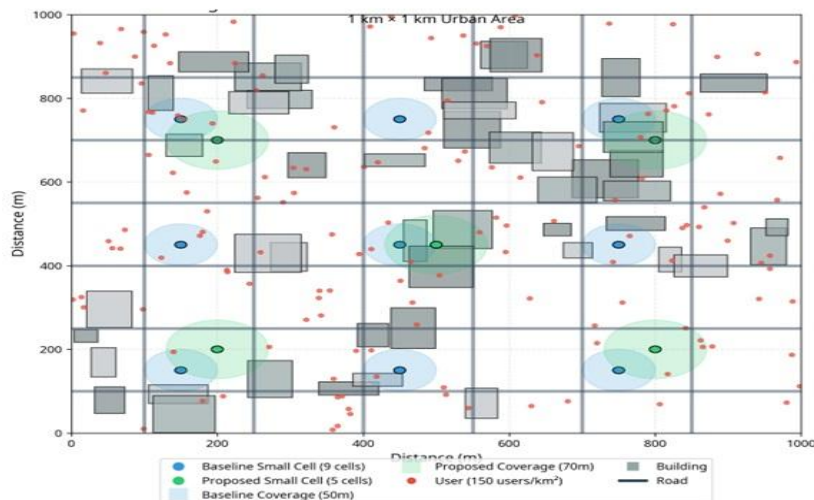 1 km × 1 km Urban Area
1000
800
600
400
200
0
Distance (m)
0
200
400
600
800
1000
Distance (m)
Baseline Small Cell (9 cells)
Proposed Small Cell (5 cells)
Baseline Coverage (50m)
Proposed Coverage (70m)
User (150 users/km²)
Building
Road